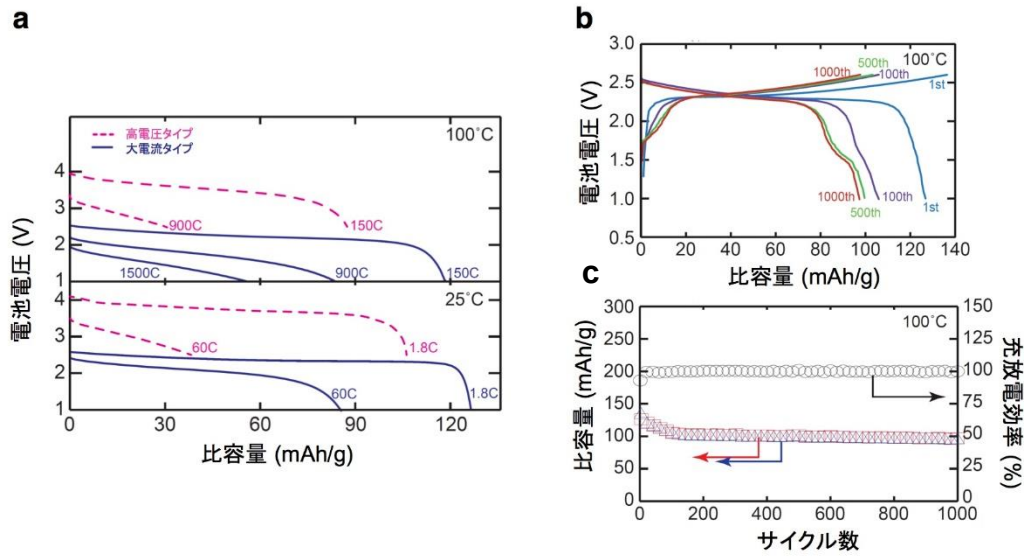 a
100°C
高電圧タイプ
大電流タイプ
4
3
2
1
900C
150C
1500C
900C
150C
25°C
4
3
2
1
60C
1.8C
60C
1.8C
0
30
60
90
120
電池電圧 (V)
比容量 (mAh/g)
b
3.0
2.5
2.0
1.5
1.0
0.5
100°C
1000th
500th
100th
1st
1000th
500th
100th
1st
0
20
40
60
80
100
120
140
電池電圧 (V)
比容量 (mAh/g)
c
300
250
200
150
100
50
0
100°C
150
125
100
75
50
25
0
0
200
400
600
800
1000
比容量 (mAh/g)
充放電効率 (%)
サイクル数